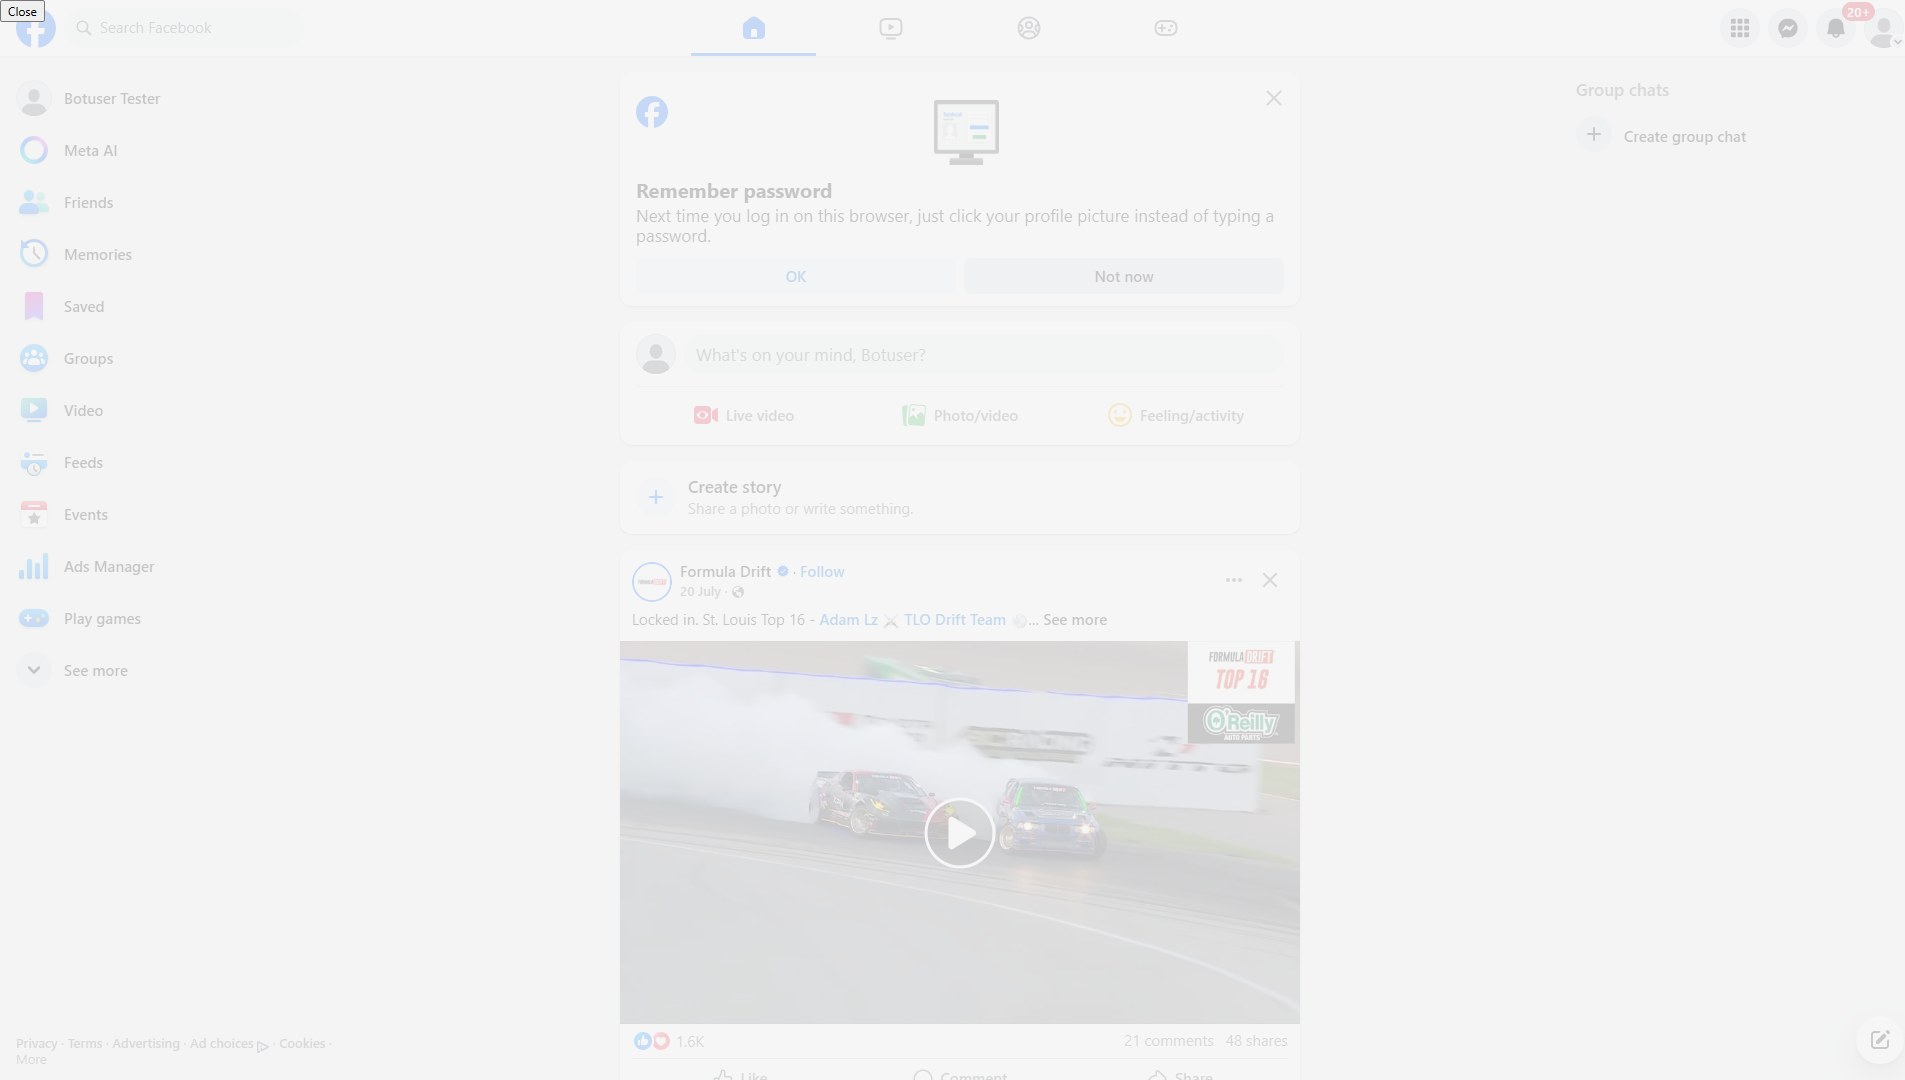 Close
Search Facebook
20+
Botuser Tester
Meta AI
Friends
Memories
Saved
Groups
Video
Feeds
Events
Ads Manager
Play games
See more
Privacy · Terms · Advertising · Ad choices · Cookies ·
More
Remember password
Next time you log in on this browser, just click your profile picture instead of typing a
password.
OK
Not now
What's on your mind, Botuser?
Live video
Photo/video
Feeling/activity
Create story
Share a photo or write something.
Formula Drift · Follow
20 July ·
Locked in. St. Louis Top 16 - Adam Lz ⚔ TLO Drift Team ... See more
FORMULA DRIFT
TOP 16
O'Reilly
AUTO PARTS
1.6K
21 comments 48 shares
Like
Comment
Share
Group chats
Create group chat